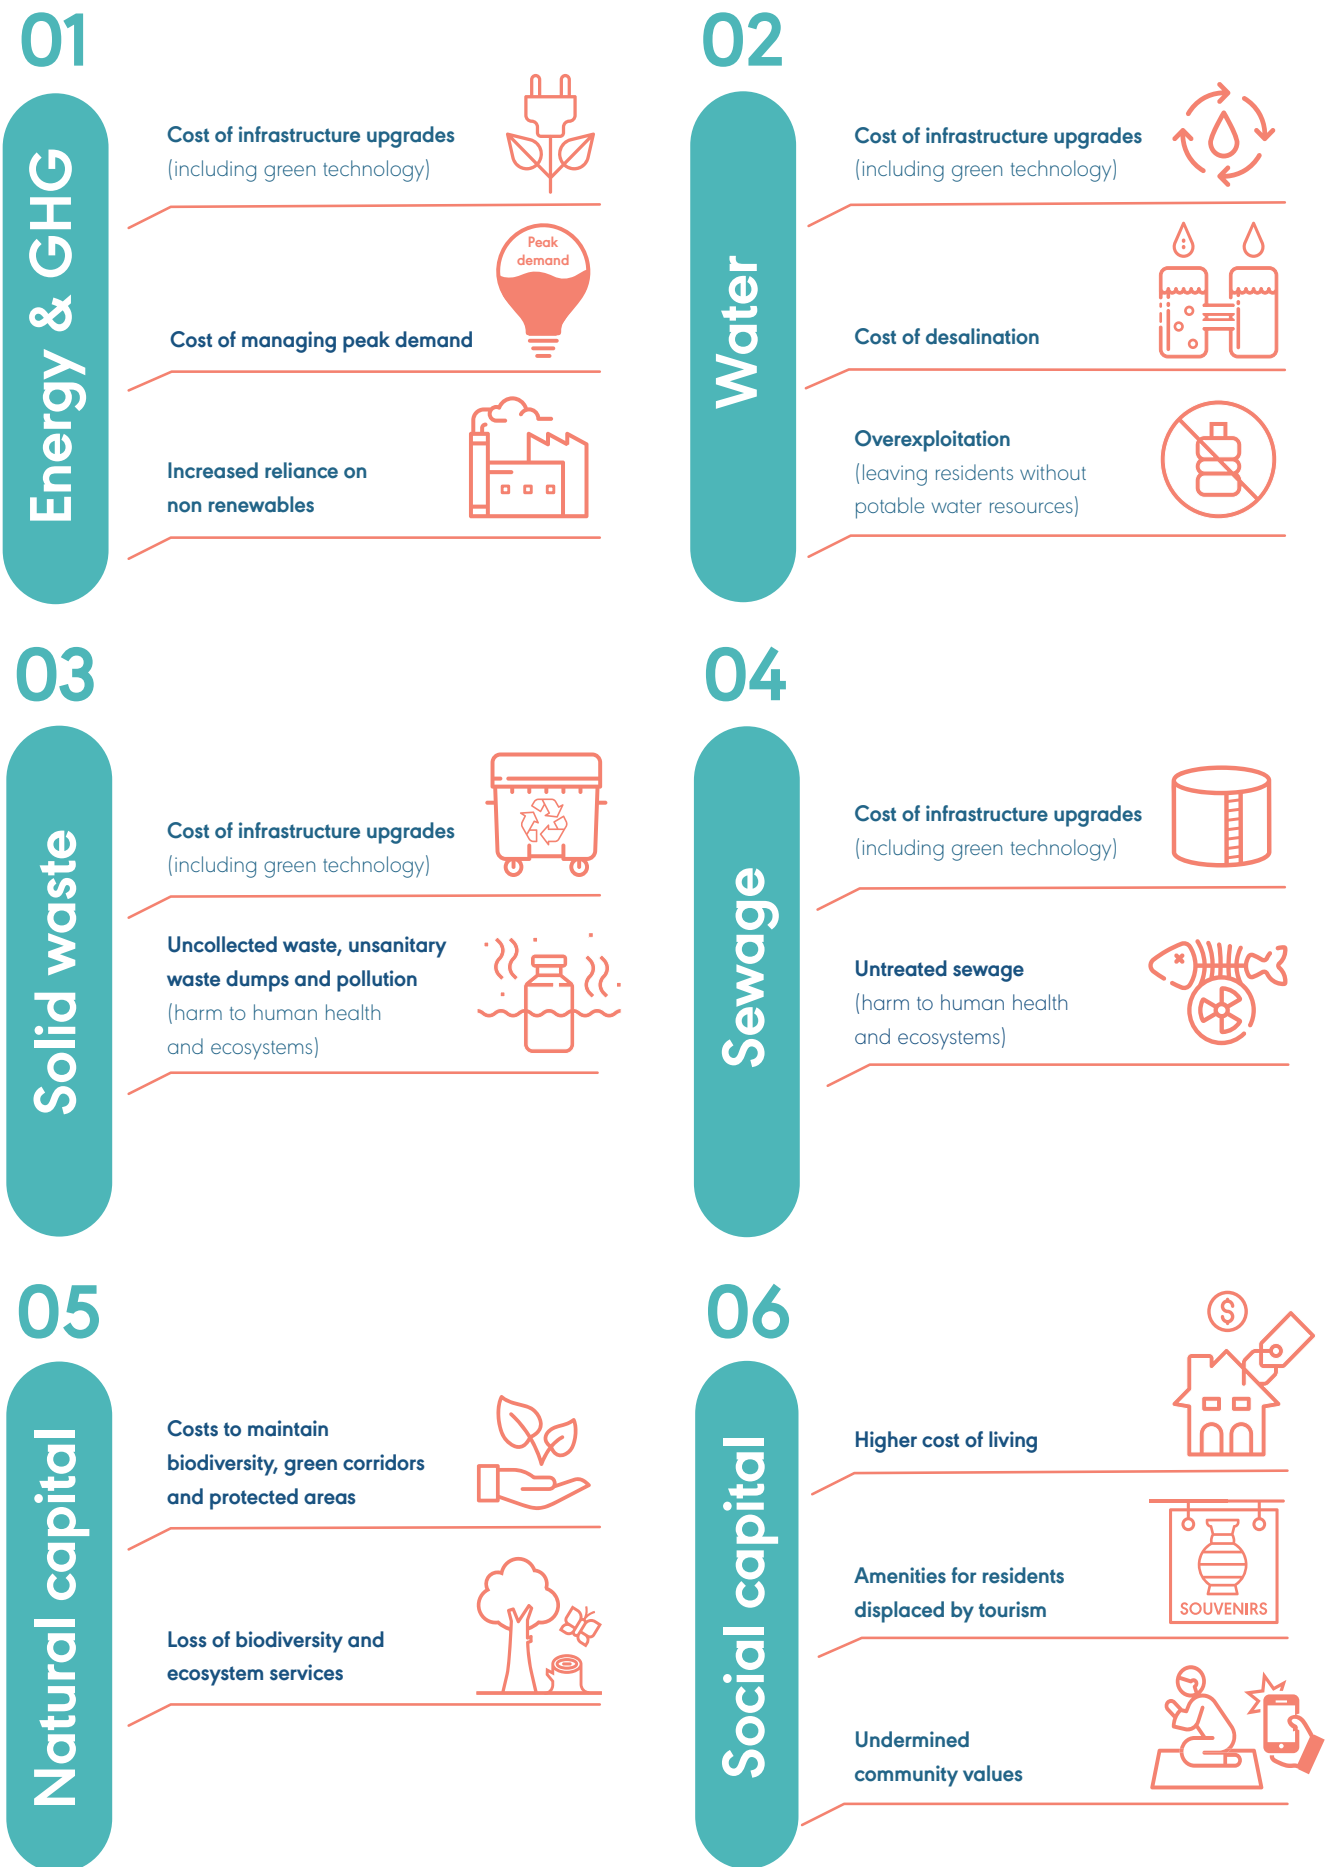 01
Energy & GHG
Cost of infrastructure upgrades
(including green technology)
Peak
demand
Cost of managing peak demand
Increased reliance on
non renewables
02
Water
Cost of infrastructure upgrades
(including green technology)
Cost of desalination
Overexploitation
(leaving residents without
potable water resources)
03
Solid waste
Cost of infrastructure upgrades
(including green technology)
Uncollected waste, unsanitary
waste dumps and pollution
(harm to human health
and ecosystems)
04
Sewage
Cost of infrastructure upgrades
(including green technology)
Untreated sewage
(harm to human health
and ecosystems)
05
Natural capital
Costs to maintain
biodiversity, green corridors
and protected areas
Loss of biodiversity and
ecosystem services
06
Social capital
$
Higher cost of living
Amenities for residents
displaced by tourism
SOUVENIRS
Undermined
community values